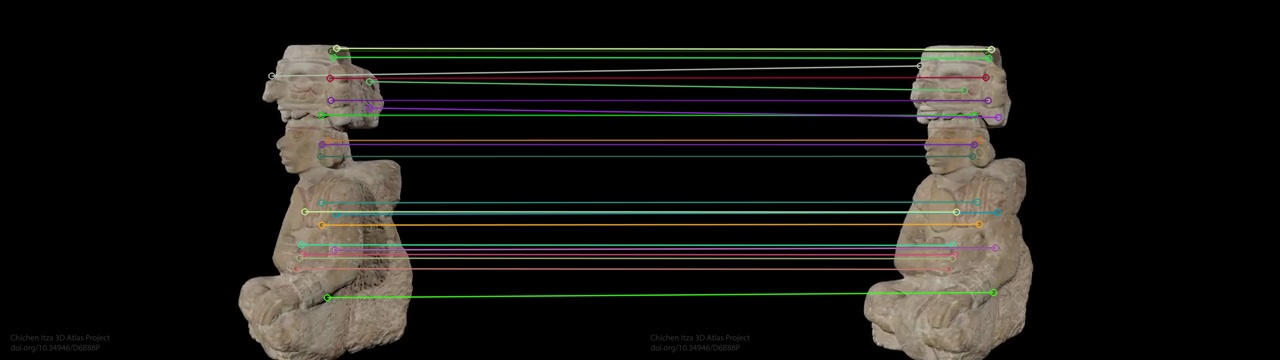 Chichen Itza 3D Atlas Project
doi.org/10.34946/D6B88P
Chichen Itza 3D Atlas Project
doi.org/10.34946/D6B88P